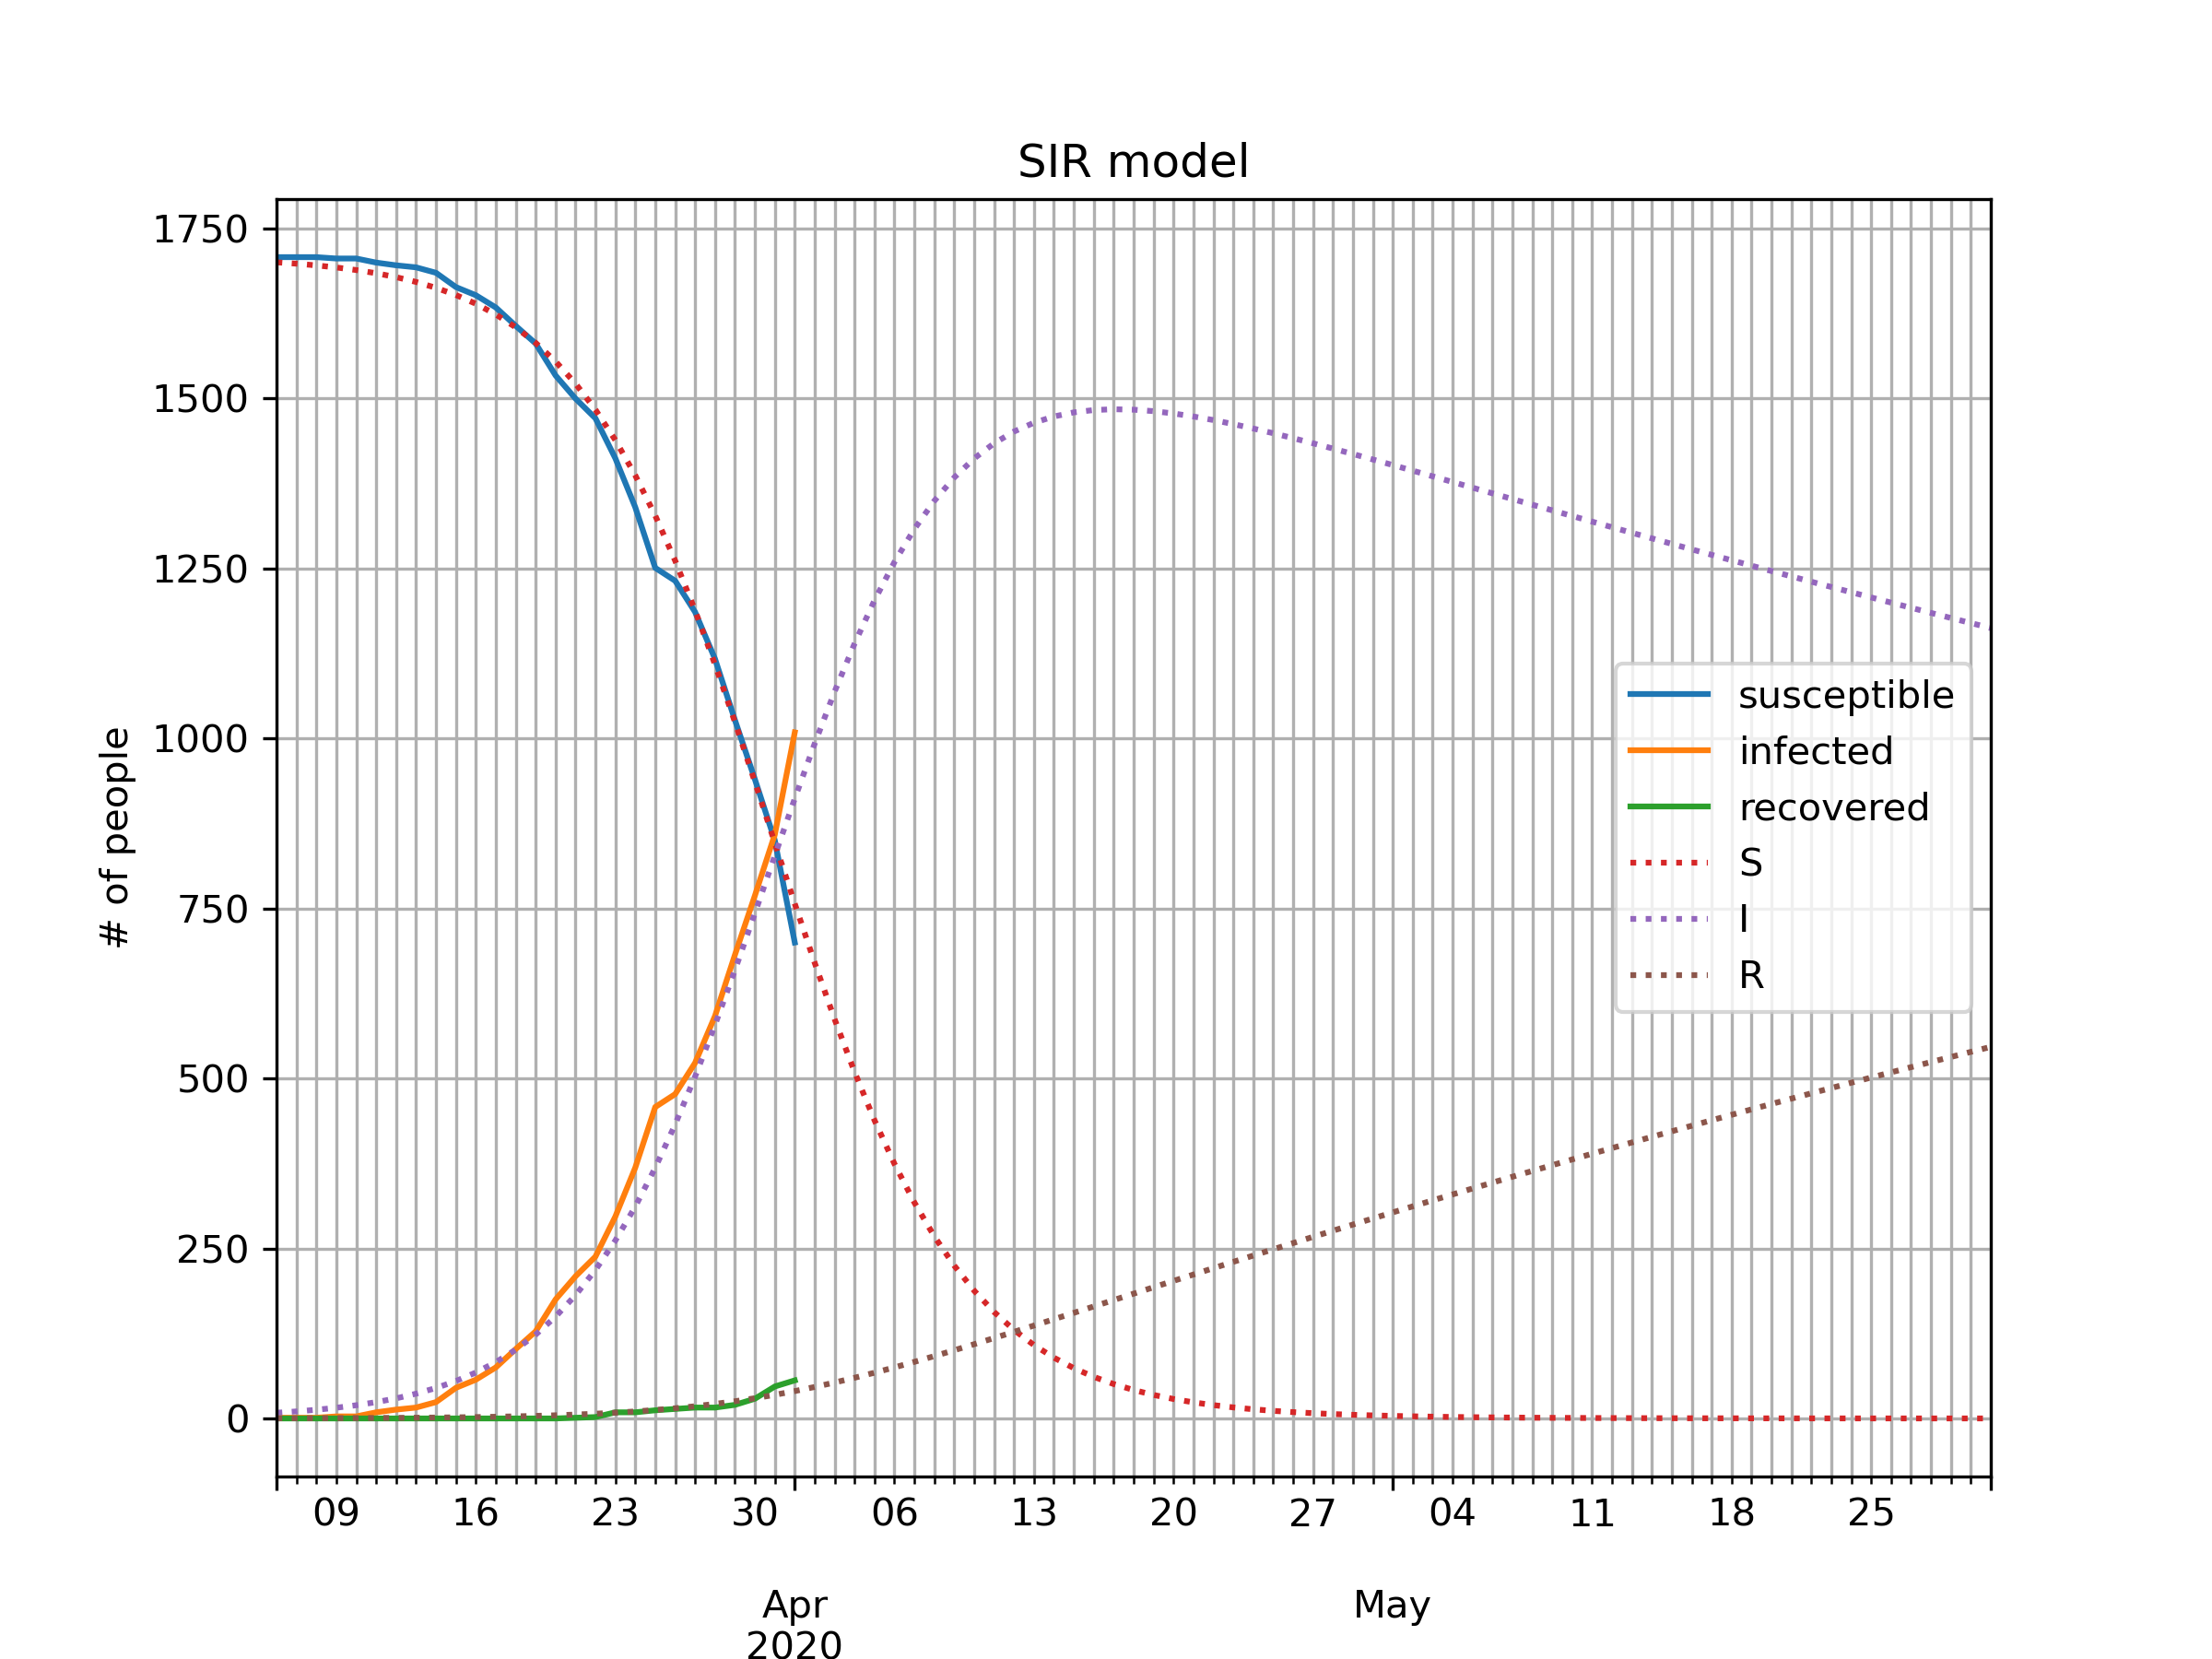 SIR model
1750
1500
1250
1000
750
500
250
0
# of people
susceptible
infected
recovered
S
I
R
09 16 23 30 06 13 20 27 04 11 18 25
Apr May
2020